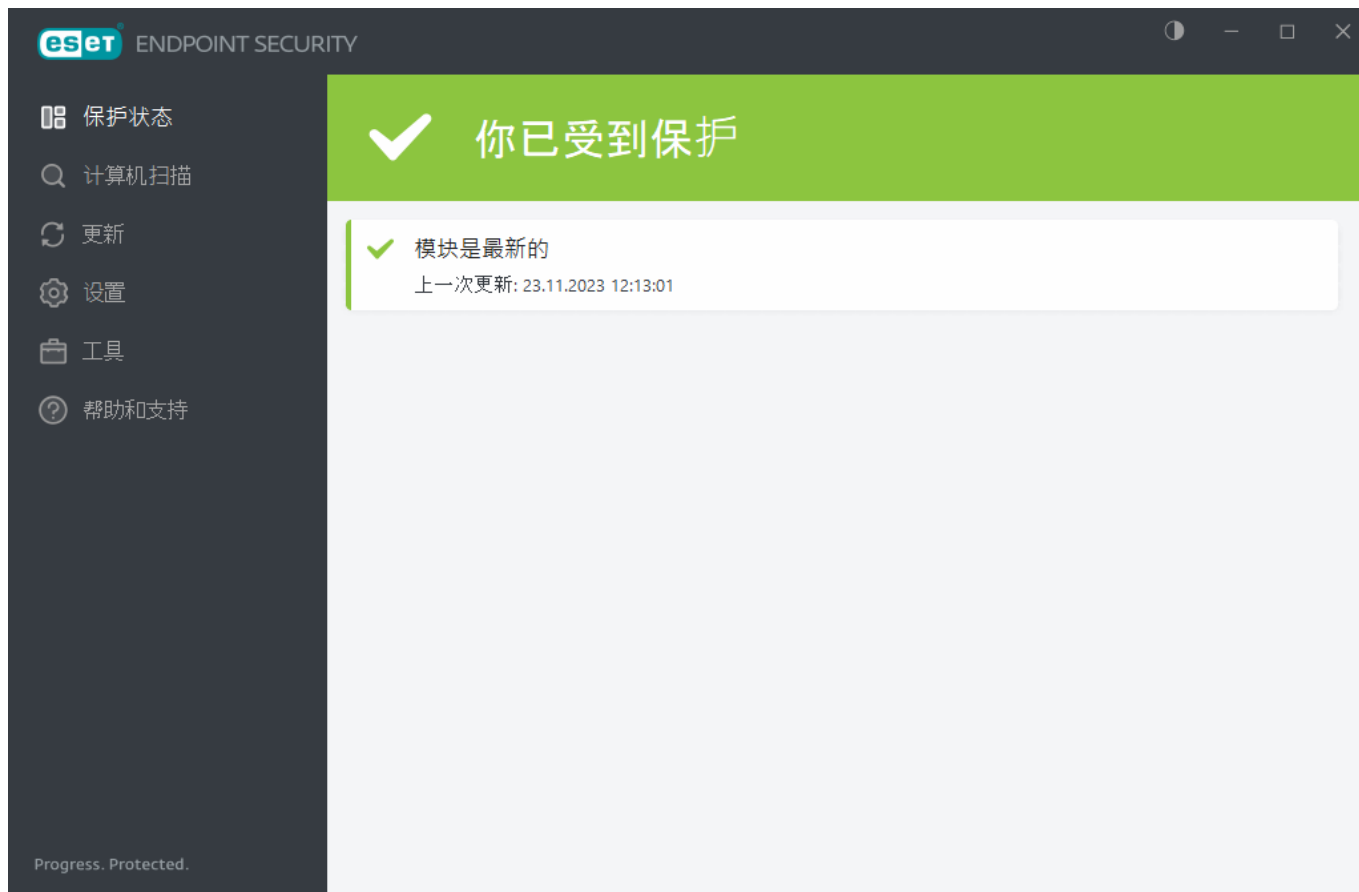 eset ENDPOINT SECURITY
保护状态
计算机扫描
更新
设置
工具
帮助和支持
Progress. Protected.
你已受到保护
模块是最新的
上一次更新: 23.11.2023 12:13:01